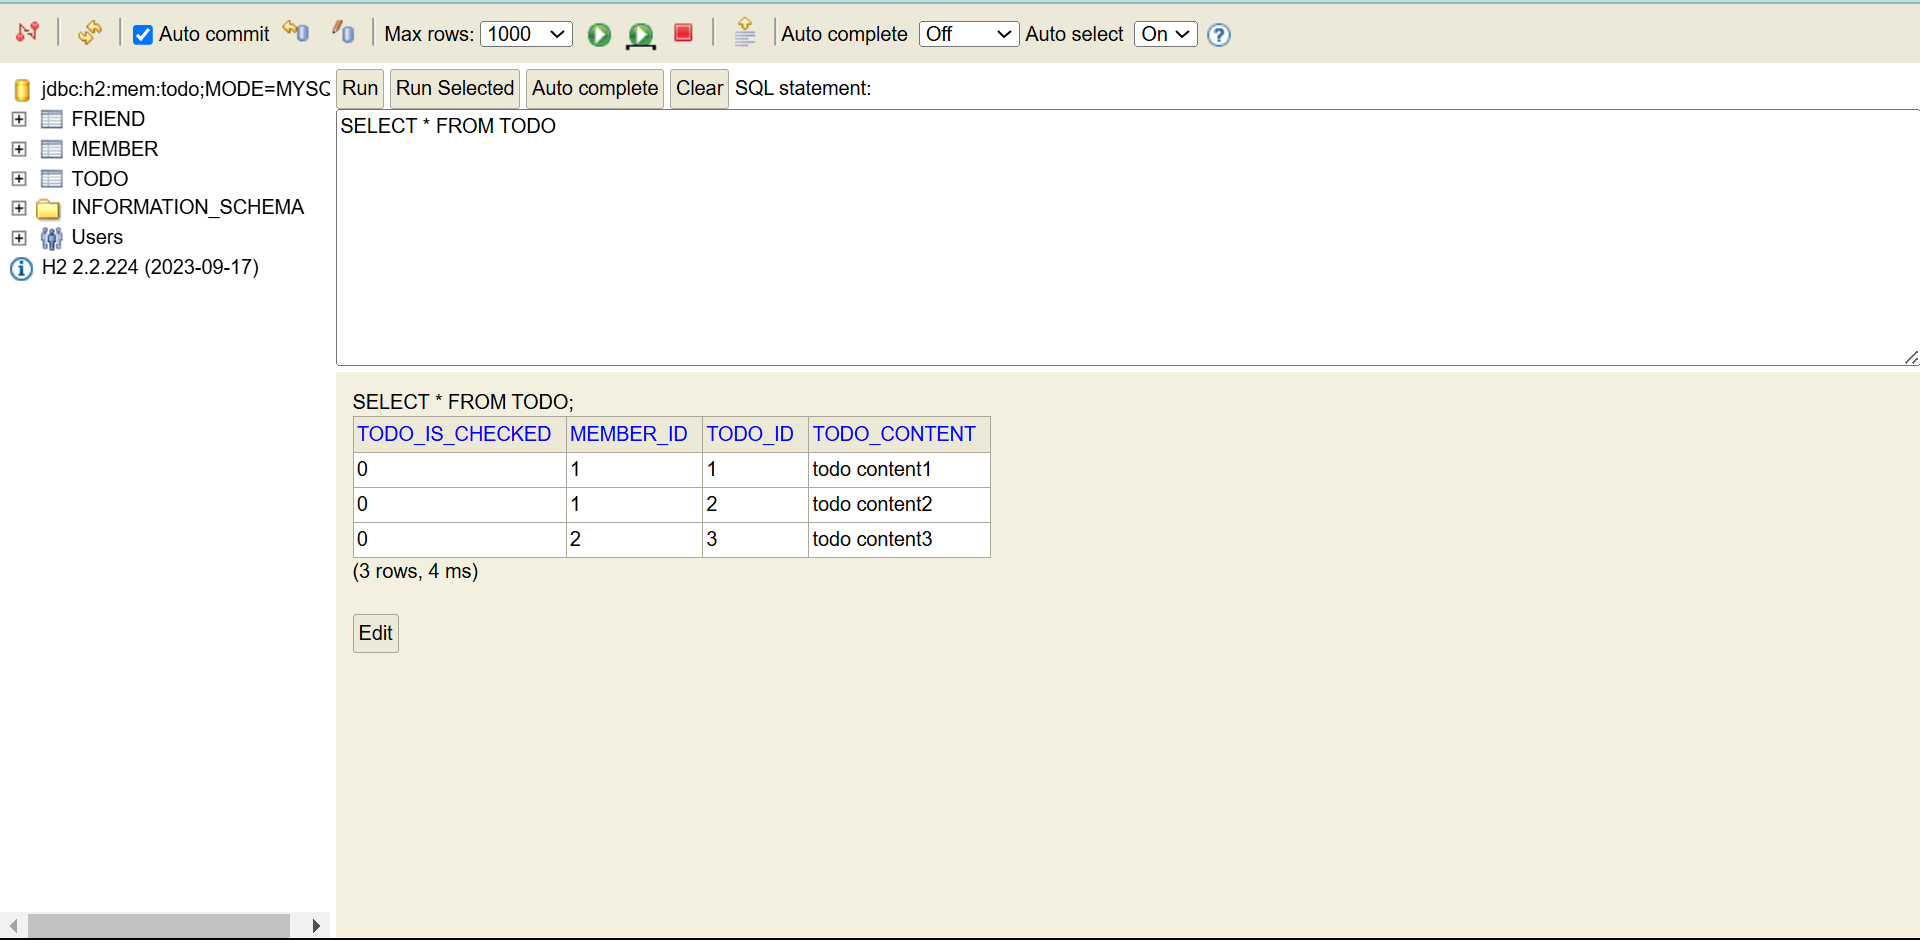 Auto commit Max rows: 1000 Auto complete Off Auto select On ?
jdbc:h2:mem:todo;MODE=MYSQ
FRIEND
MEMBER
TODO
INFORMATION_SCHEMA
Users
H2 2.2.224 (2023-09-17)
Run Run Selected Auto complete Clear SQL statement:
SELECT * FROM TODO
SELECT * FROM TODO;
TODO_IS_CHECKED MEMBER_ID TODO_ID TODO_CONTENT
0 1 1 todo content1
0 1 2 todo content2
0 2 3 todo content3
(3 rows, 4 ms)
Edit